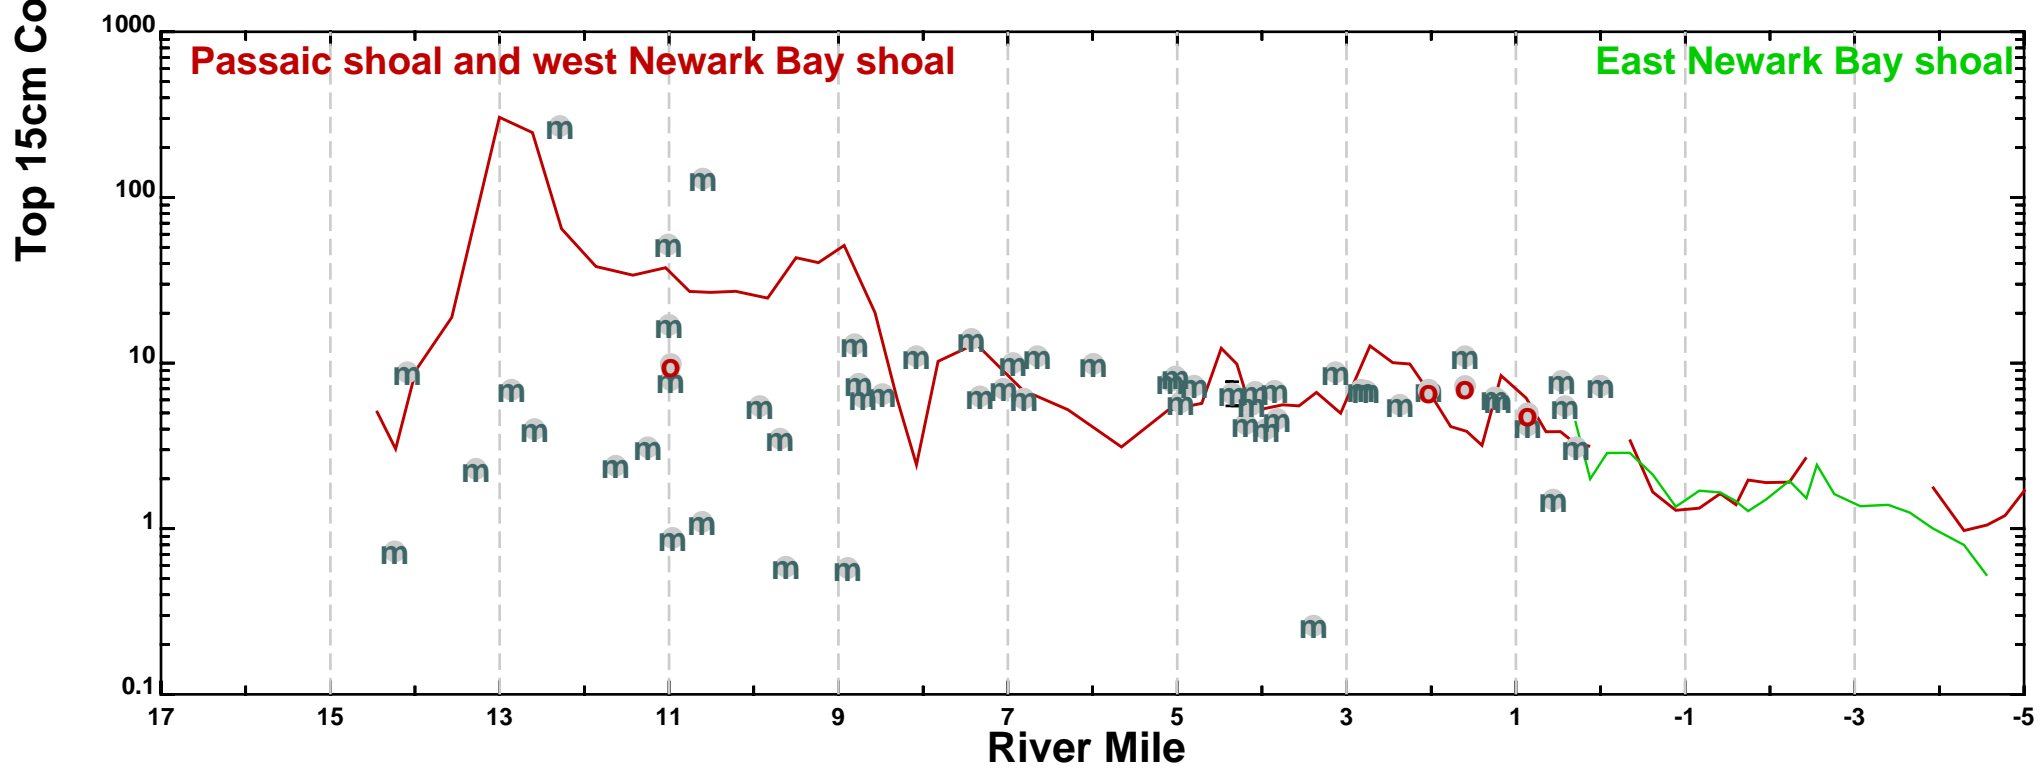 Top 15cm Co
Passaic shoal and west Newark Bay shoal
East Newark Bay shoal
1000
100
10
1
0.1
m m m m m m m m m m m m m m m m m m m m m m m m m m m m m m m m m m m m m m m m m m m m m m m m m m m m m m
o o o o
17 15 13 11 9 7 5 3 1 -1 -3 -5
River Mile